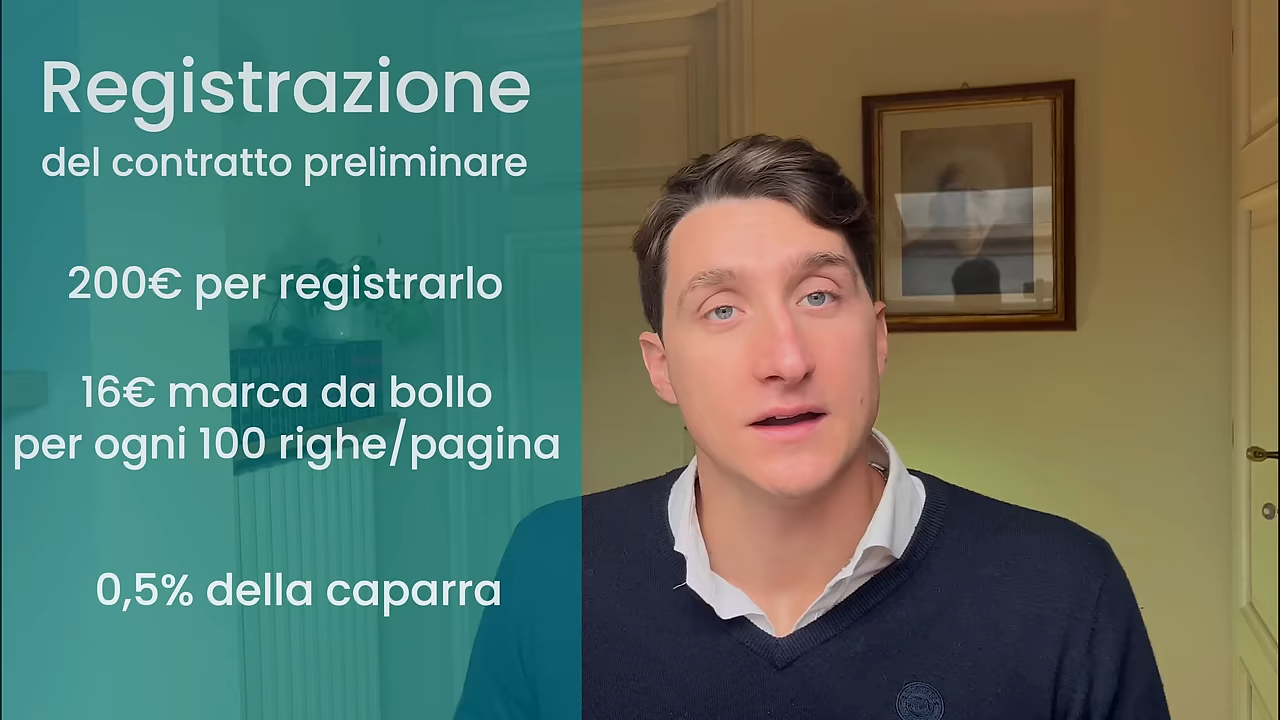 Registrazione
del contratto preliminare
200€ per registrarlo
16€ marca da bollo
per ogni 100 righe/pagina
0,5% della caparra